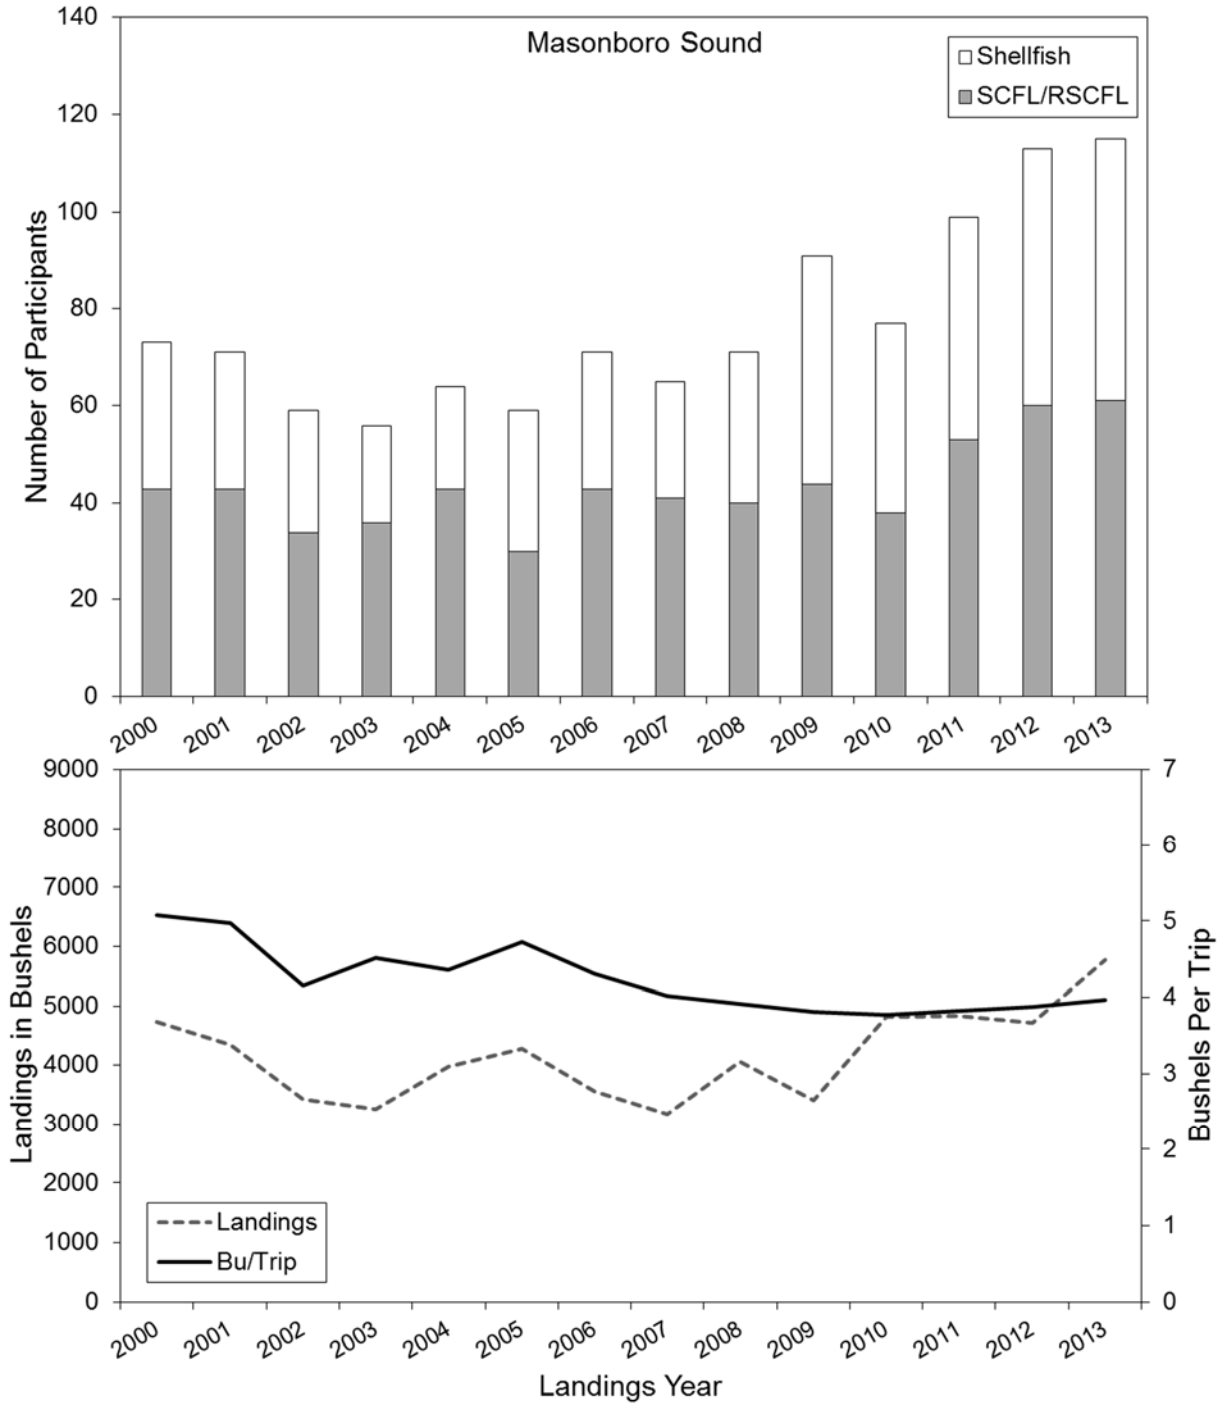 Masonboro Sound
Shellfish
SCFL/RSCFL
Number of Participants
140
120
100
80
60
40
20
0
2000 2001 2002 2003 2004 2005 2006 2007 2008 2009 2010 2011 2012 2013
Landings in Bushels
9000
8000
7000
6000
5000
4000
3000
2000
1000
0
Landings
Bu/Trip
7
6
5
4
3
2
1
0
Bushels Per Trip
2000 2001 2002 2003 2004 2005 2006 2007 2008 2009 2010 2011 2012 2013
Landings Year